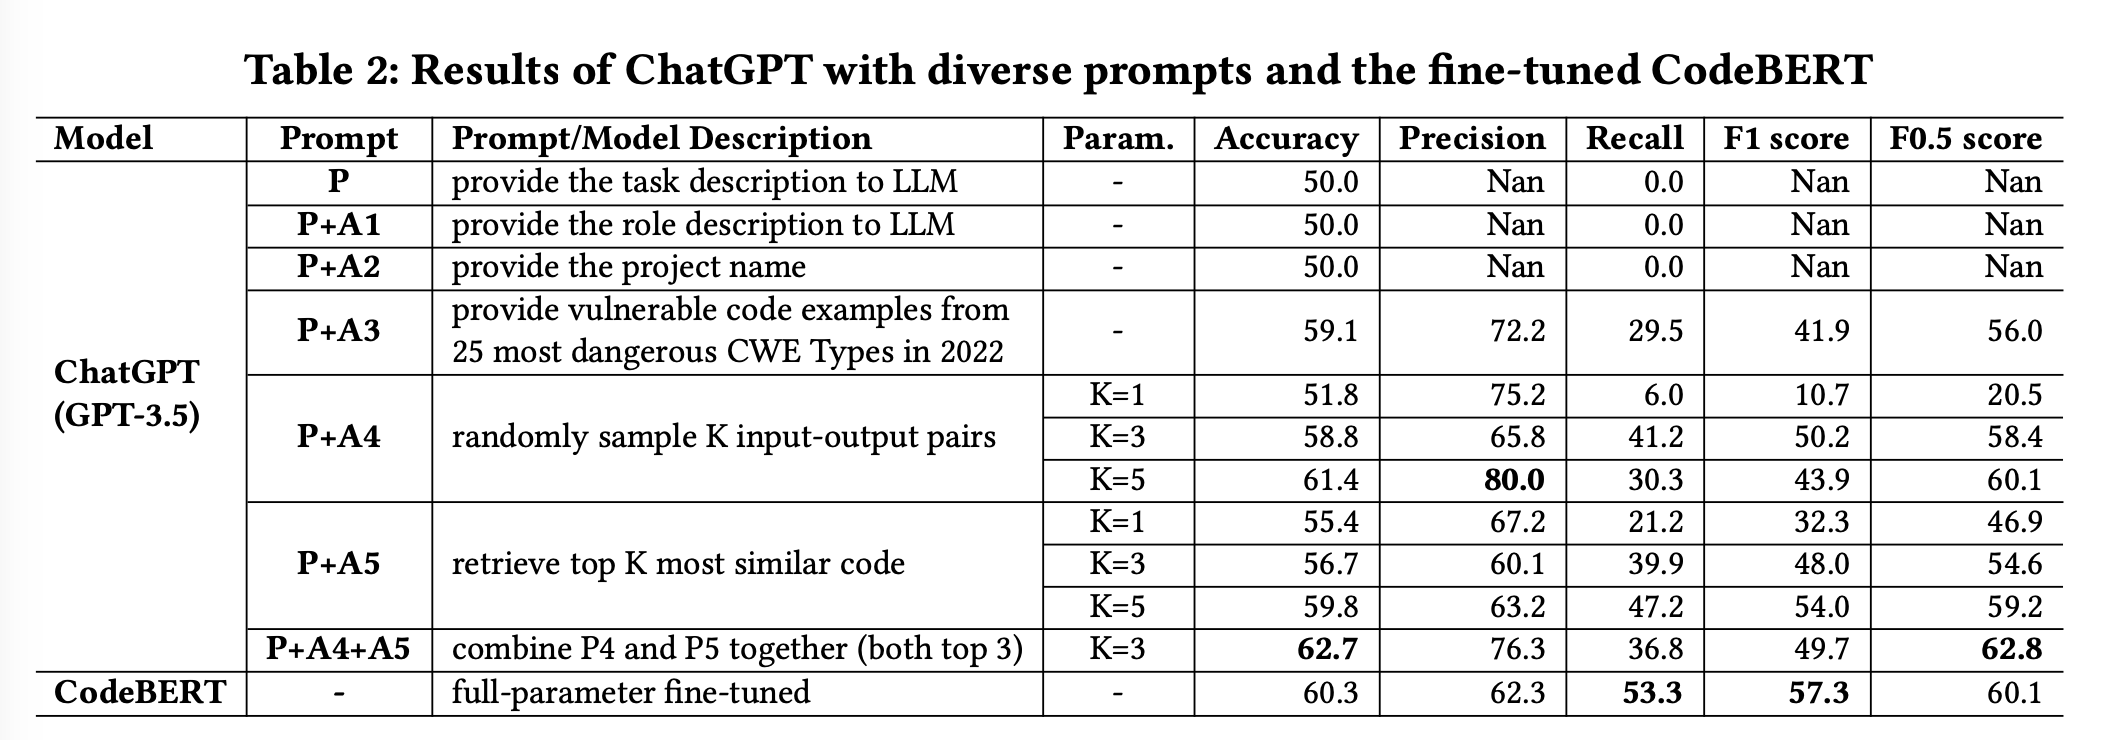 Table 2: Results of ChatGPT with diverse prompts and the fine-tuned CodeBERT
Model Prompt Prompt/Model Description Param. Accuracy Precision Recall F1 score F0.5 score
ChatGPT
(GPT-3.5)
P provide the task description to LLM - 50.0 Nan 0.0 Nan Nan
P+A1 provide the role description to LLM - 50.0 Nan 0.0 Nan Nan
P+A2 provide the project name - 50.0 Nan 0.0 Nan Nan
P+A3 provide vulnerable code examples from
25 most dangerous CWE Types in 2022 - 59.1 72.2 29.5 41.9 56.0
P+A4 randomly sample K input-output pairs
K=1 51.8 75.2 6.0 10.7 20.5
K=3 58.8 65.8 41.2 50.2 58.4
K=5 61.4 80.0 30.3 43.9 60.1
P+A5 retrieve top K most similar code
K=1 55.4 67.2 21.2 32.3 46.9
K=3 56.7 60.1 39.9 48.0 54.6
K=5 59.8 63.2 47.2 54.0 59.2
P+A4+A5 combine P4 and P5 together (both top 3) K=3 62.7 76.3 36.8 49.7 62.8
CodeBERT - full-parameter fine-tuned - 60.3 62.3 53.3 57.3 60.1